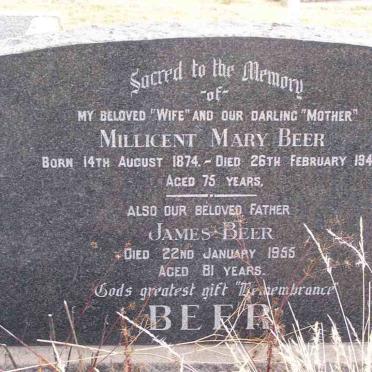 Sacred to the Memory
-of-
MY BELOVED "WIFE" AND OUR DARLING "MOTHER"
MILLICENT MARY BEER
BORN 14TH AUGUST 1874. - DIED 26TH FEBRUARY 194
AGED 75 YEARS.
ALSO OUR BELOVED FATHER
JAMES BEER
DIED 22ND JANUARY 1955
AGED 81 YEARS.
God's greatest gift "Remembrance"
BEER